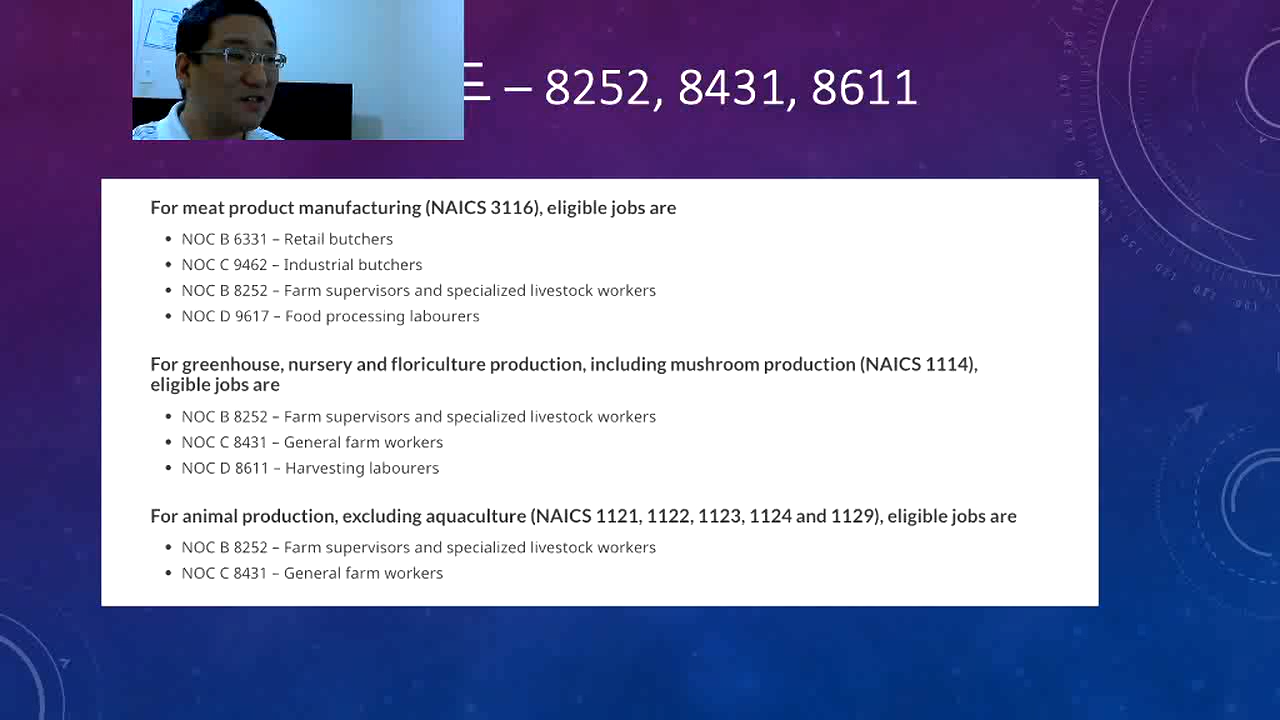 – 8252, 8431, 8611
For meat product manufacturing (NAICS 3116), eligible jobs are
• NOC B 6331 – Retail butchers
• NOC C 9462 – Industrial butchers
• NOC B 8252 – Farm supervisors and specialized livestock workers
• NOC D 9617 – Food processing labourers
For greenhouse, nursery and floriculture production, including mushroom production (NAICS 1114),
eligible jobs are
• NOC B 8252 – Farm supervisors and specialized livestock workers
• NOC C 8431 – General farm workers
• NOC D 8611 – Harvesting labourers
For animal production, excluding aquaculture (NAICS 1121, 1122, 1123, 1124 and 1129), eligible jobs are
• NOC B 8252 – Farm supervisors and specialized livestock workers
• NOC C 8431 – General farm workers